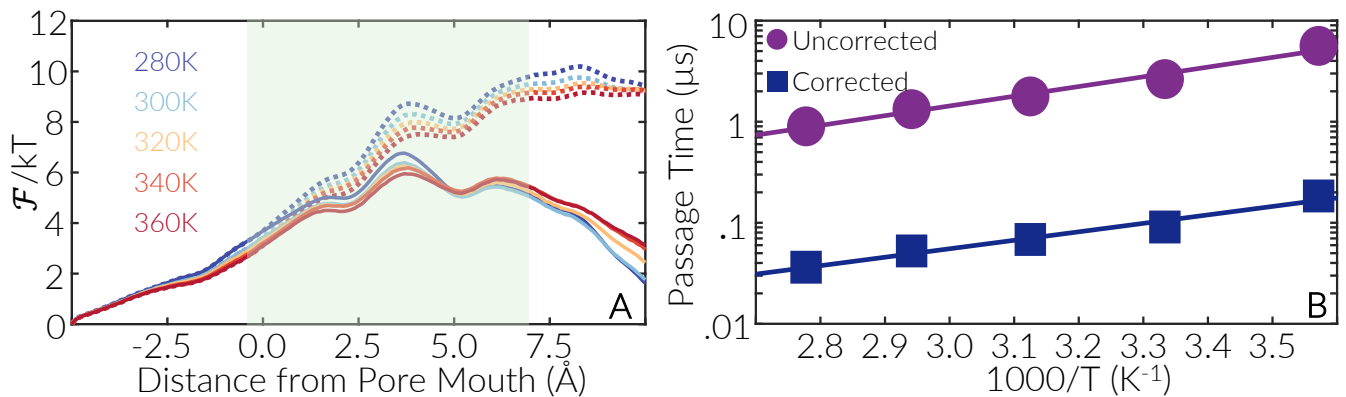 12
10
8
6
4
2
0
ℱ/kT
280K
300K
320K
340K
360K
A
-2.5 0.0 2.5 5.0 7.5
Distance from Pore Mouth (Å)
Passage Time (µs)
10
1
.1
.01
Uncorrected
Corrected
B
2.8 2.9 3.0 3.1 3.2 3.3 3.4 3.5
1000/T (K⁻¹)